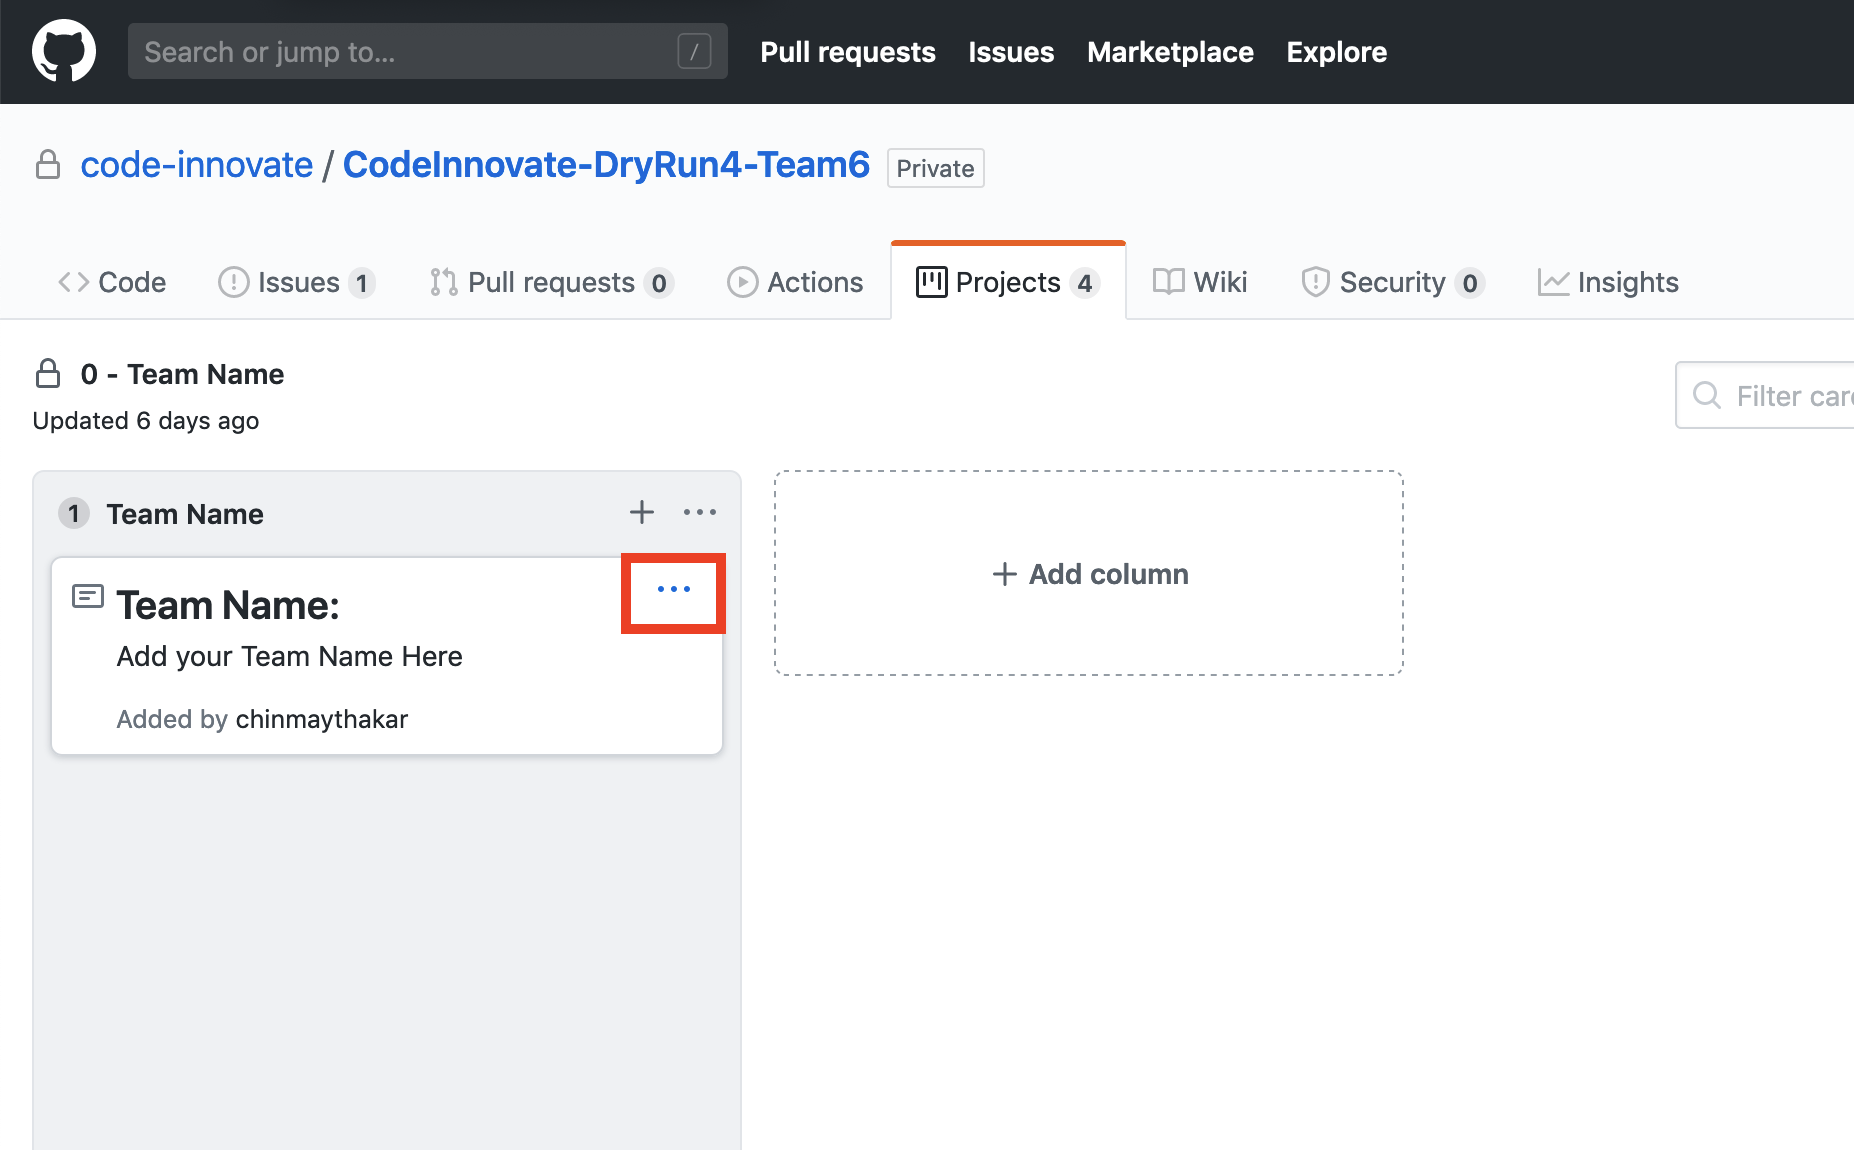 Search or jump to... / Pull requests Issues Marketplace Explore
code-innovate / CodeInnovate-DryRun4-Team6 Private
Code Issues 1 Pull requests 0 Actions Projects 4 Wiki Security 0 Insights
0 - Team Name
Filter car
Updated 6 days ago
1 Team Name
Team Name:
Add your Team Name Here
Added by chinmaythakar
Add column